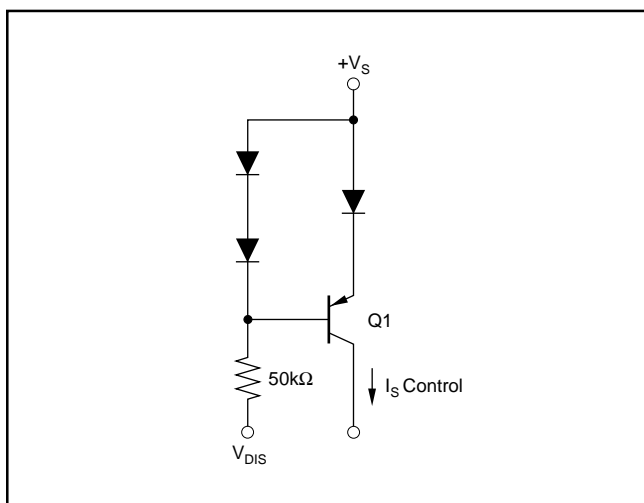 +VS
Q1
50kΩ
IS Control
VDIS